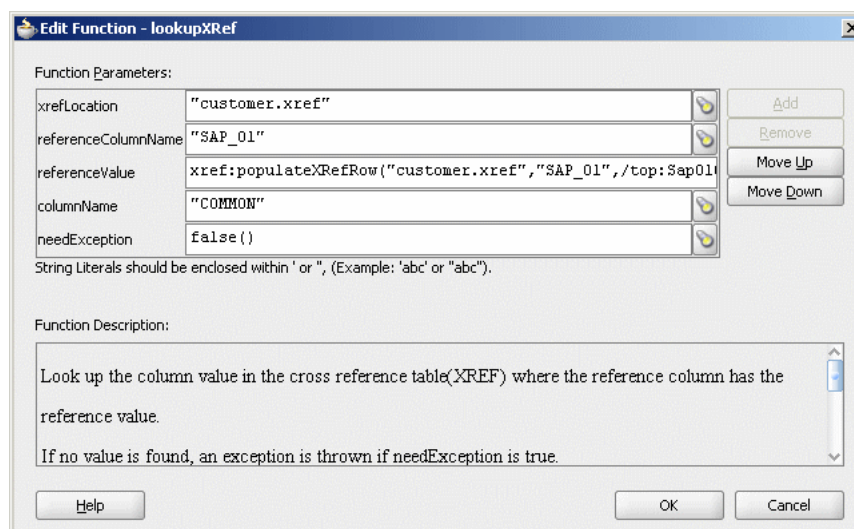 Edit Function - lookupXRef
Function Parameters:
xrefLocation "customer.xref"
referenceColumnName "SAP_01"
referenceValue xref:populateXRefRow("customer.xref","SAP_01",/top:Sap01
columnName "COMMON"
needException false()
Add
Remove
Move Up
Move Down
String Literals should be enclosed within ' or ", (Example: 'abc' or "abc").
Function Description:
Look up the column value in the cross reference table(XREF) where the reference column has the
reference value.
If no value is found, an exception is thrown if needException is true.
Help
OK
Cancel